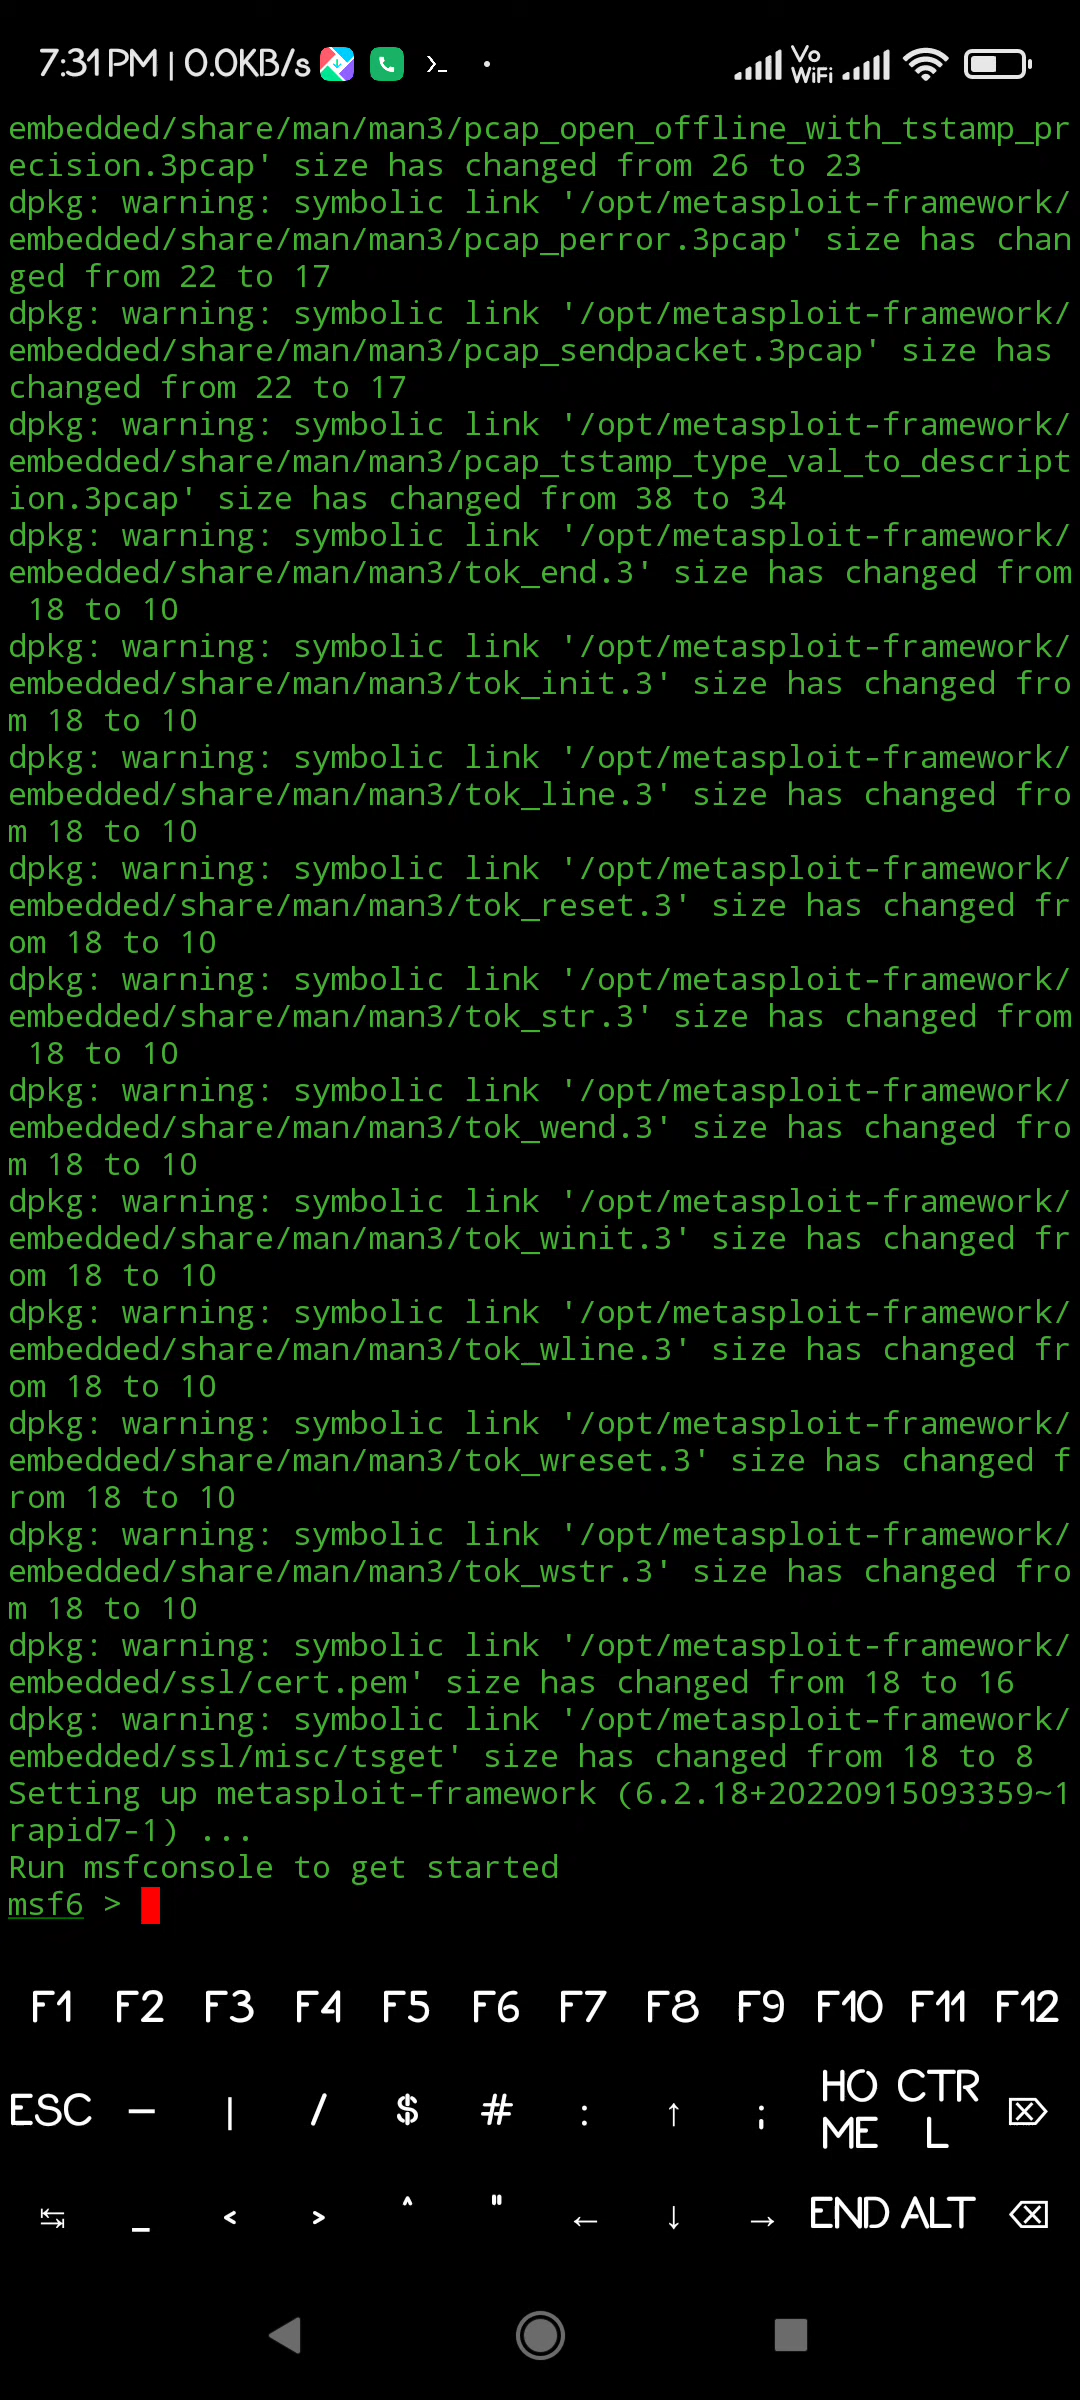 7:31 PM | 0.0KB/s Vo WiFi
embedded/share/man/man3/pcap_open_offline_with_tstamp_pr
ecision.3pcap' size has changed from 26 to 23
dpkg: warning: symbolic link '/opt/metasploit-framework/
embedded/share/man/man3/pcap_perror.3pcap' size has chan
ged from 22 to 17
dpkg: warning: symbolic link '/opt/metasploit-framework/
embedded/share/man/man3/pcap_sendpacket.3pcap' size has
changed from 22 to 17
dpkg: warning: symbolic link '/opt/metasploit-framework/
embedded/share/man/man3/pcap_tstamp_type_val_to_descript
ion.3pcap' size has changed from 38 to 34
dpkg: warning: symbolic link '/opt/metasploit-framework/
embedded/share/man/man3/tok_end.3' size has changed from
 18 to 10
dpkg: warning: symbolic link '/opt/metasploit-framework/
embedded/share/man/man3/tok_init.3' size has changed fro
m 18 to 10
dpkg: warning: symbolic link '/opt/metasploit-framework/
embedded/share/man/man3/tok_line.3' size has changed fro
m 18 to 10
dpkg: warning: symbolic link '/opt/metasploit-framework/
embedded/share/man/man3/tok_reset.3' size has changed fr
om 18 to 10
dpkg: warning: symbolic link '/opt/metasploit-framework/
embedded/share/man/man3/tok_str.3' size has changed from
 18 to 10
dpkg: warning: symbolic link '/opt/metasploit-framework/
embedded/share/man/man3/tok_wend.3' size has changed fro
m 18 to 10
dpkg: warning: symbolic link '/opt/metasploit-framework/
embedded/share/man/man3/tok_winit.3' size has changed fr
om 18 to 10
dpkg: warning: symbolic link '/opt/metasploit-framework/
embedded/share/man/man3/tok_wline.3' size has changed fr
om 18 to 10
dpkg: warning: symbolic link '/opt/metasploit-framework/
embedded/share/man/man3/tok_wreset.3' size has changed f
rom 18 to 10
dpkg: warning: symbolic link '/opt/metasploit-framework/
embedded/share/man/man3/tok_wstr.3' size has changed fro
m 18 to 10
dpkg: warning: symbolic link '/opt/metasploit-framework/
embedded/ssl/cert.pem' size has changed from 18 to 16
dpkg: warning: symbolic link '/opt/metasploit-framework/
embedded/ssl/misc/tsget' size has changed from 18 to 8
Setting up metasploit-framework (6.2.18+20220915093359~1
rapid7-1) ...
Run msfconsole to get started
msf6 >
F1 F2 F3 F4 F5 F6 F7 F8 F9 F10 F11 F12
ESC — | / $ # : ↑ ; HOME CTRL ⌦
↹ _ < > ^ " ← ↓ → END ALT ⌫